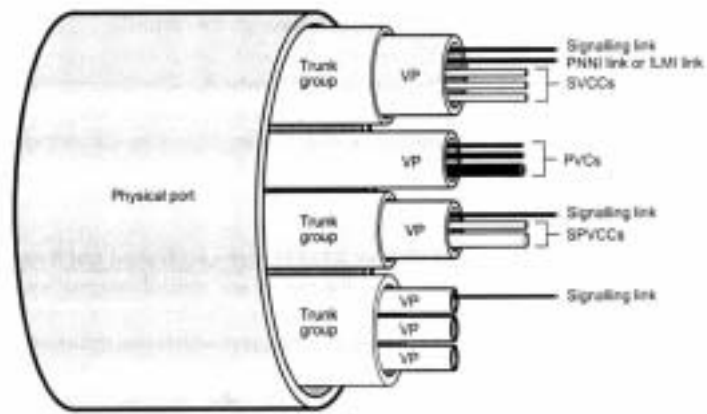 Signalling link
PNNI link or ILMI link
SVCCs
Trunk
group
VP
VP
PVCs
Physical port
Signalling link
Trunk
group
VP
SPVCCs
Trunk
group
VP
VP
VP
Signalling link